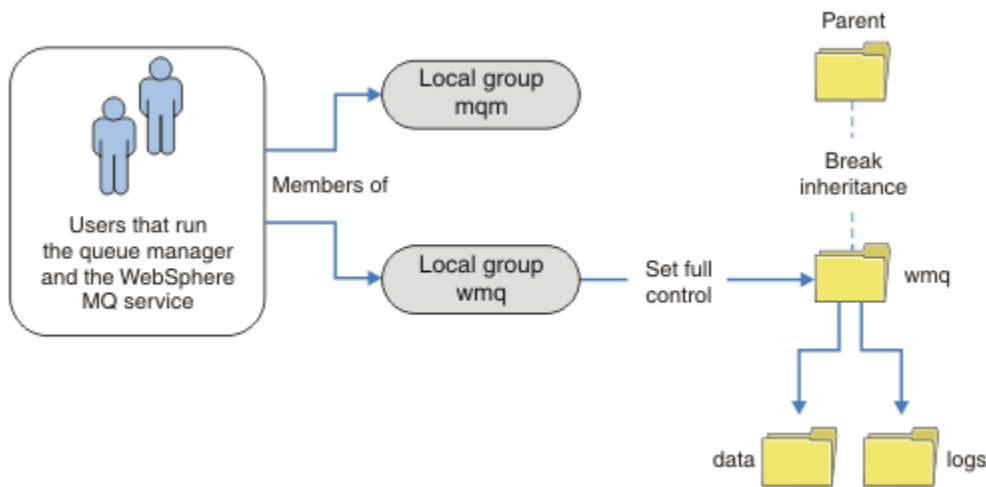 Users that run
the queue manager
and the WebSphere
MQ service
Members of
Local group
mqm
Local group
wmq
Set full
control
Parent
Break
inheritance
wmq
data
logs